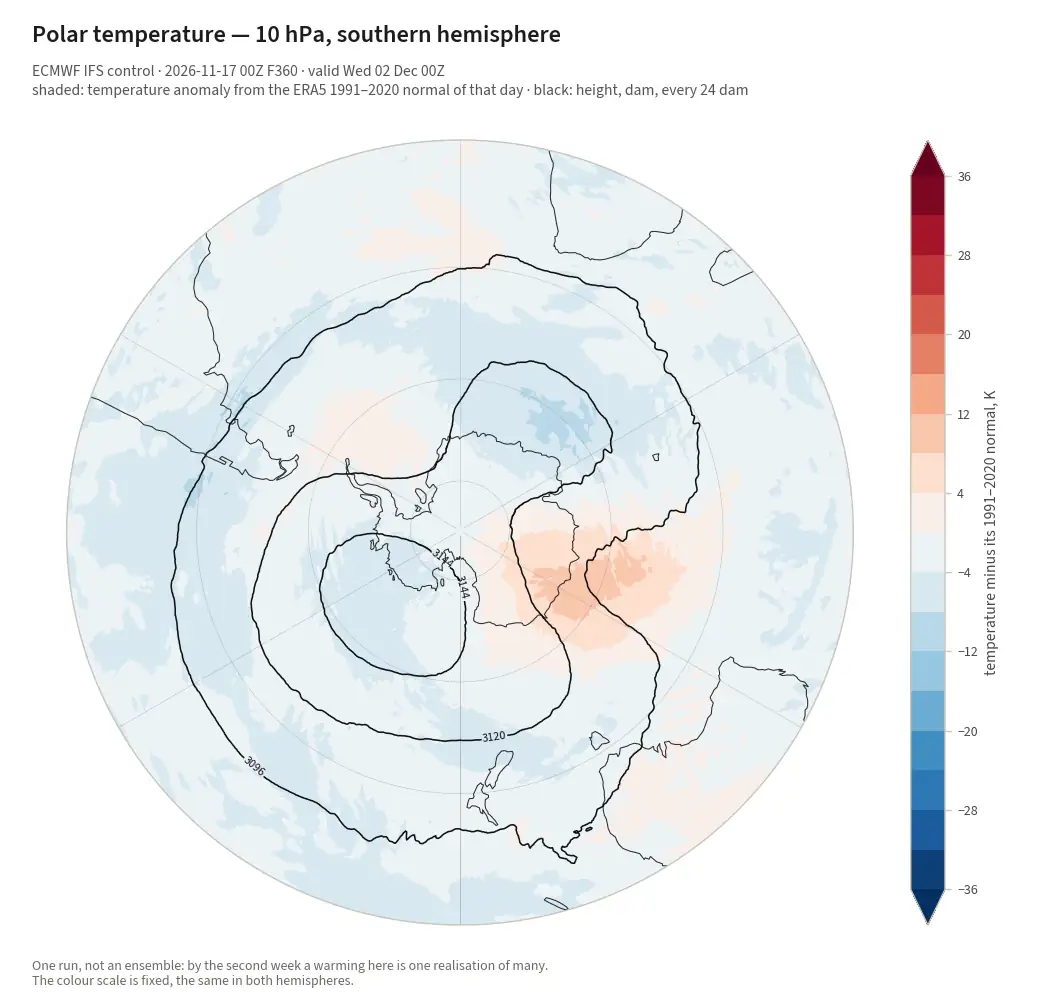 Polar temperature — 10 hPa, southern hemisphere
ECMWF IFS control · 2026-11-17 00Z F360 · valid Wed 02 Dec 00Z
shaded: temperature anomaly from the ERA5 1991–2020 normal of that day · black: height, dam, every 24 dam
36
28
20
12
4
−4
−12
−20
−28
−36
temperature minus its 1991–2020 normal, K
3144
3144
3120
3096
One run, not an ensemble: by the second week a warming here is one realisation of many.
The colour scale is fixed, the same in both hemispheres.